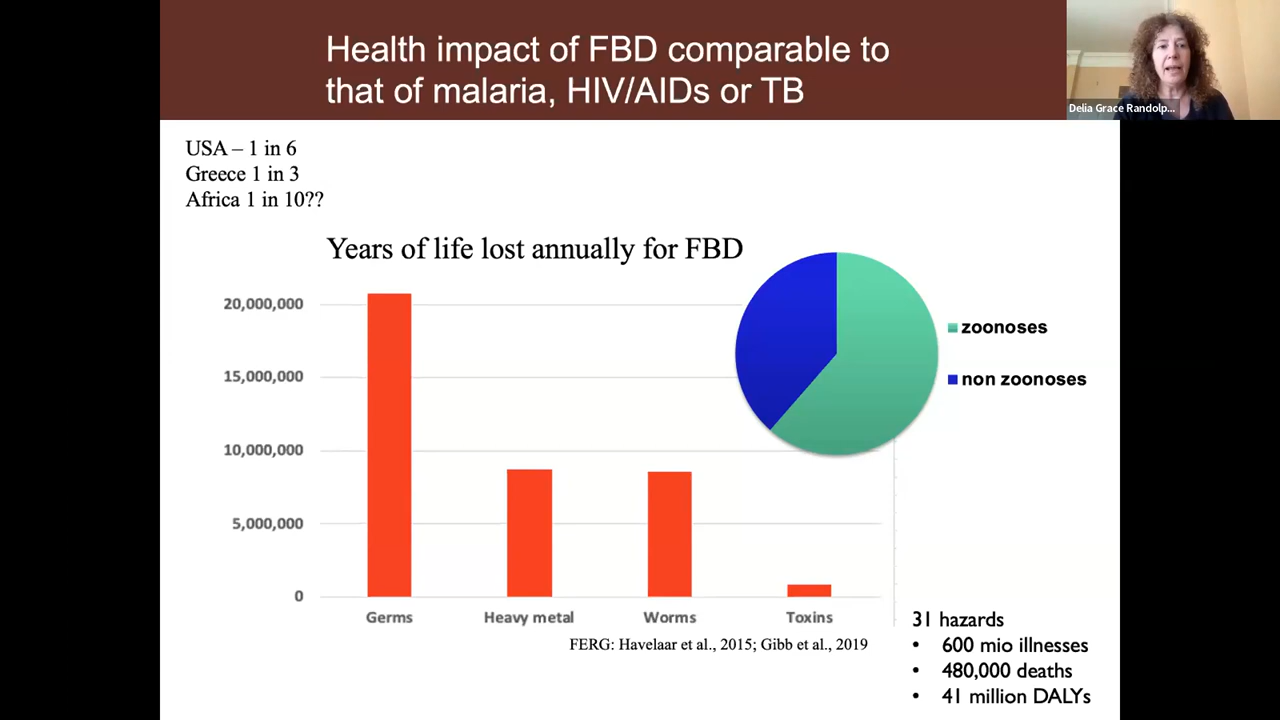 Health impact of FBD comparable to
that of malaria, HIV/AIDs or TB
Delia Grace Randolp...
USA – 1 in 6
Greece 1 in 3
Africa 1 in 10??
Years of life lost annually for FBD
20,000,000
15,000,000
10,000,000
5,000,000
0
Germs
Heavy metal
Worms
Toxins
zoonoses
non zoonoses
FERG: Havelaar et al., 2015; Gibb et al., 2019
31 hazards
• 600 mio illnesses
• 480,000 deaths
• 41 million DALYs